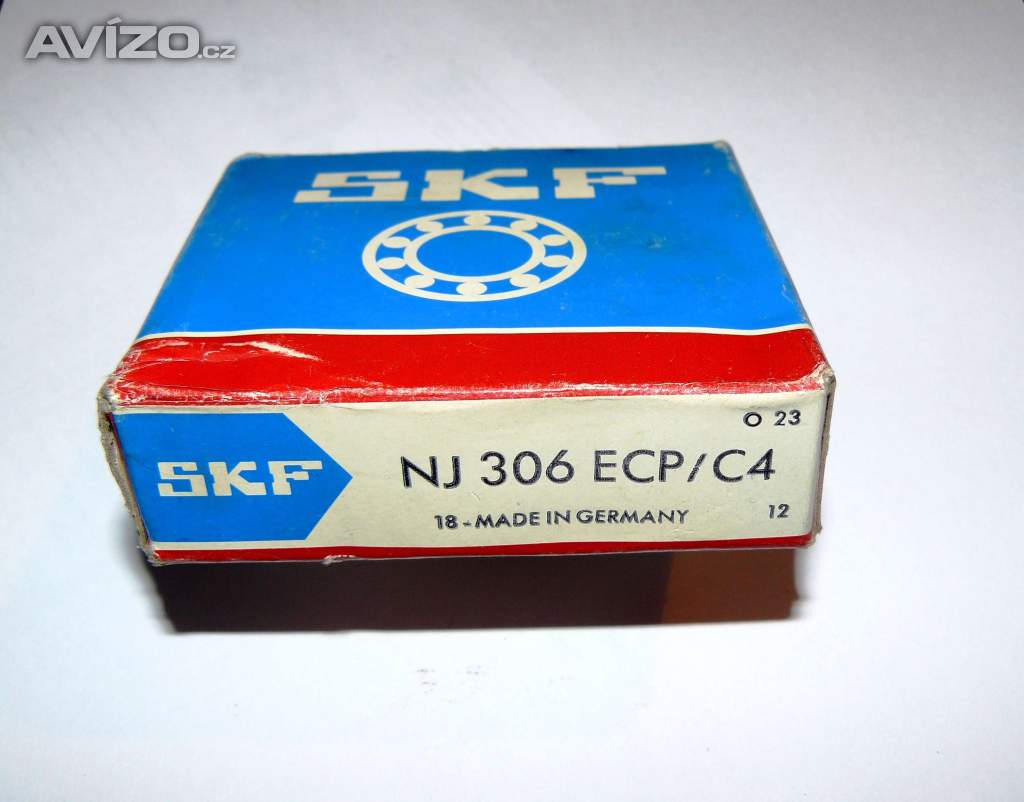 AVÍZO.cz
SKF
O 23
SKF
NJ 306 ECP/C4
18-MADE IN GERMANY
12